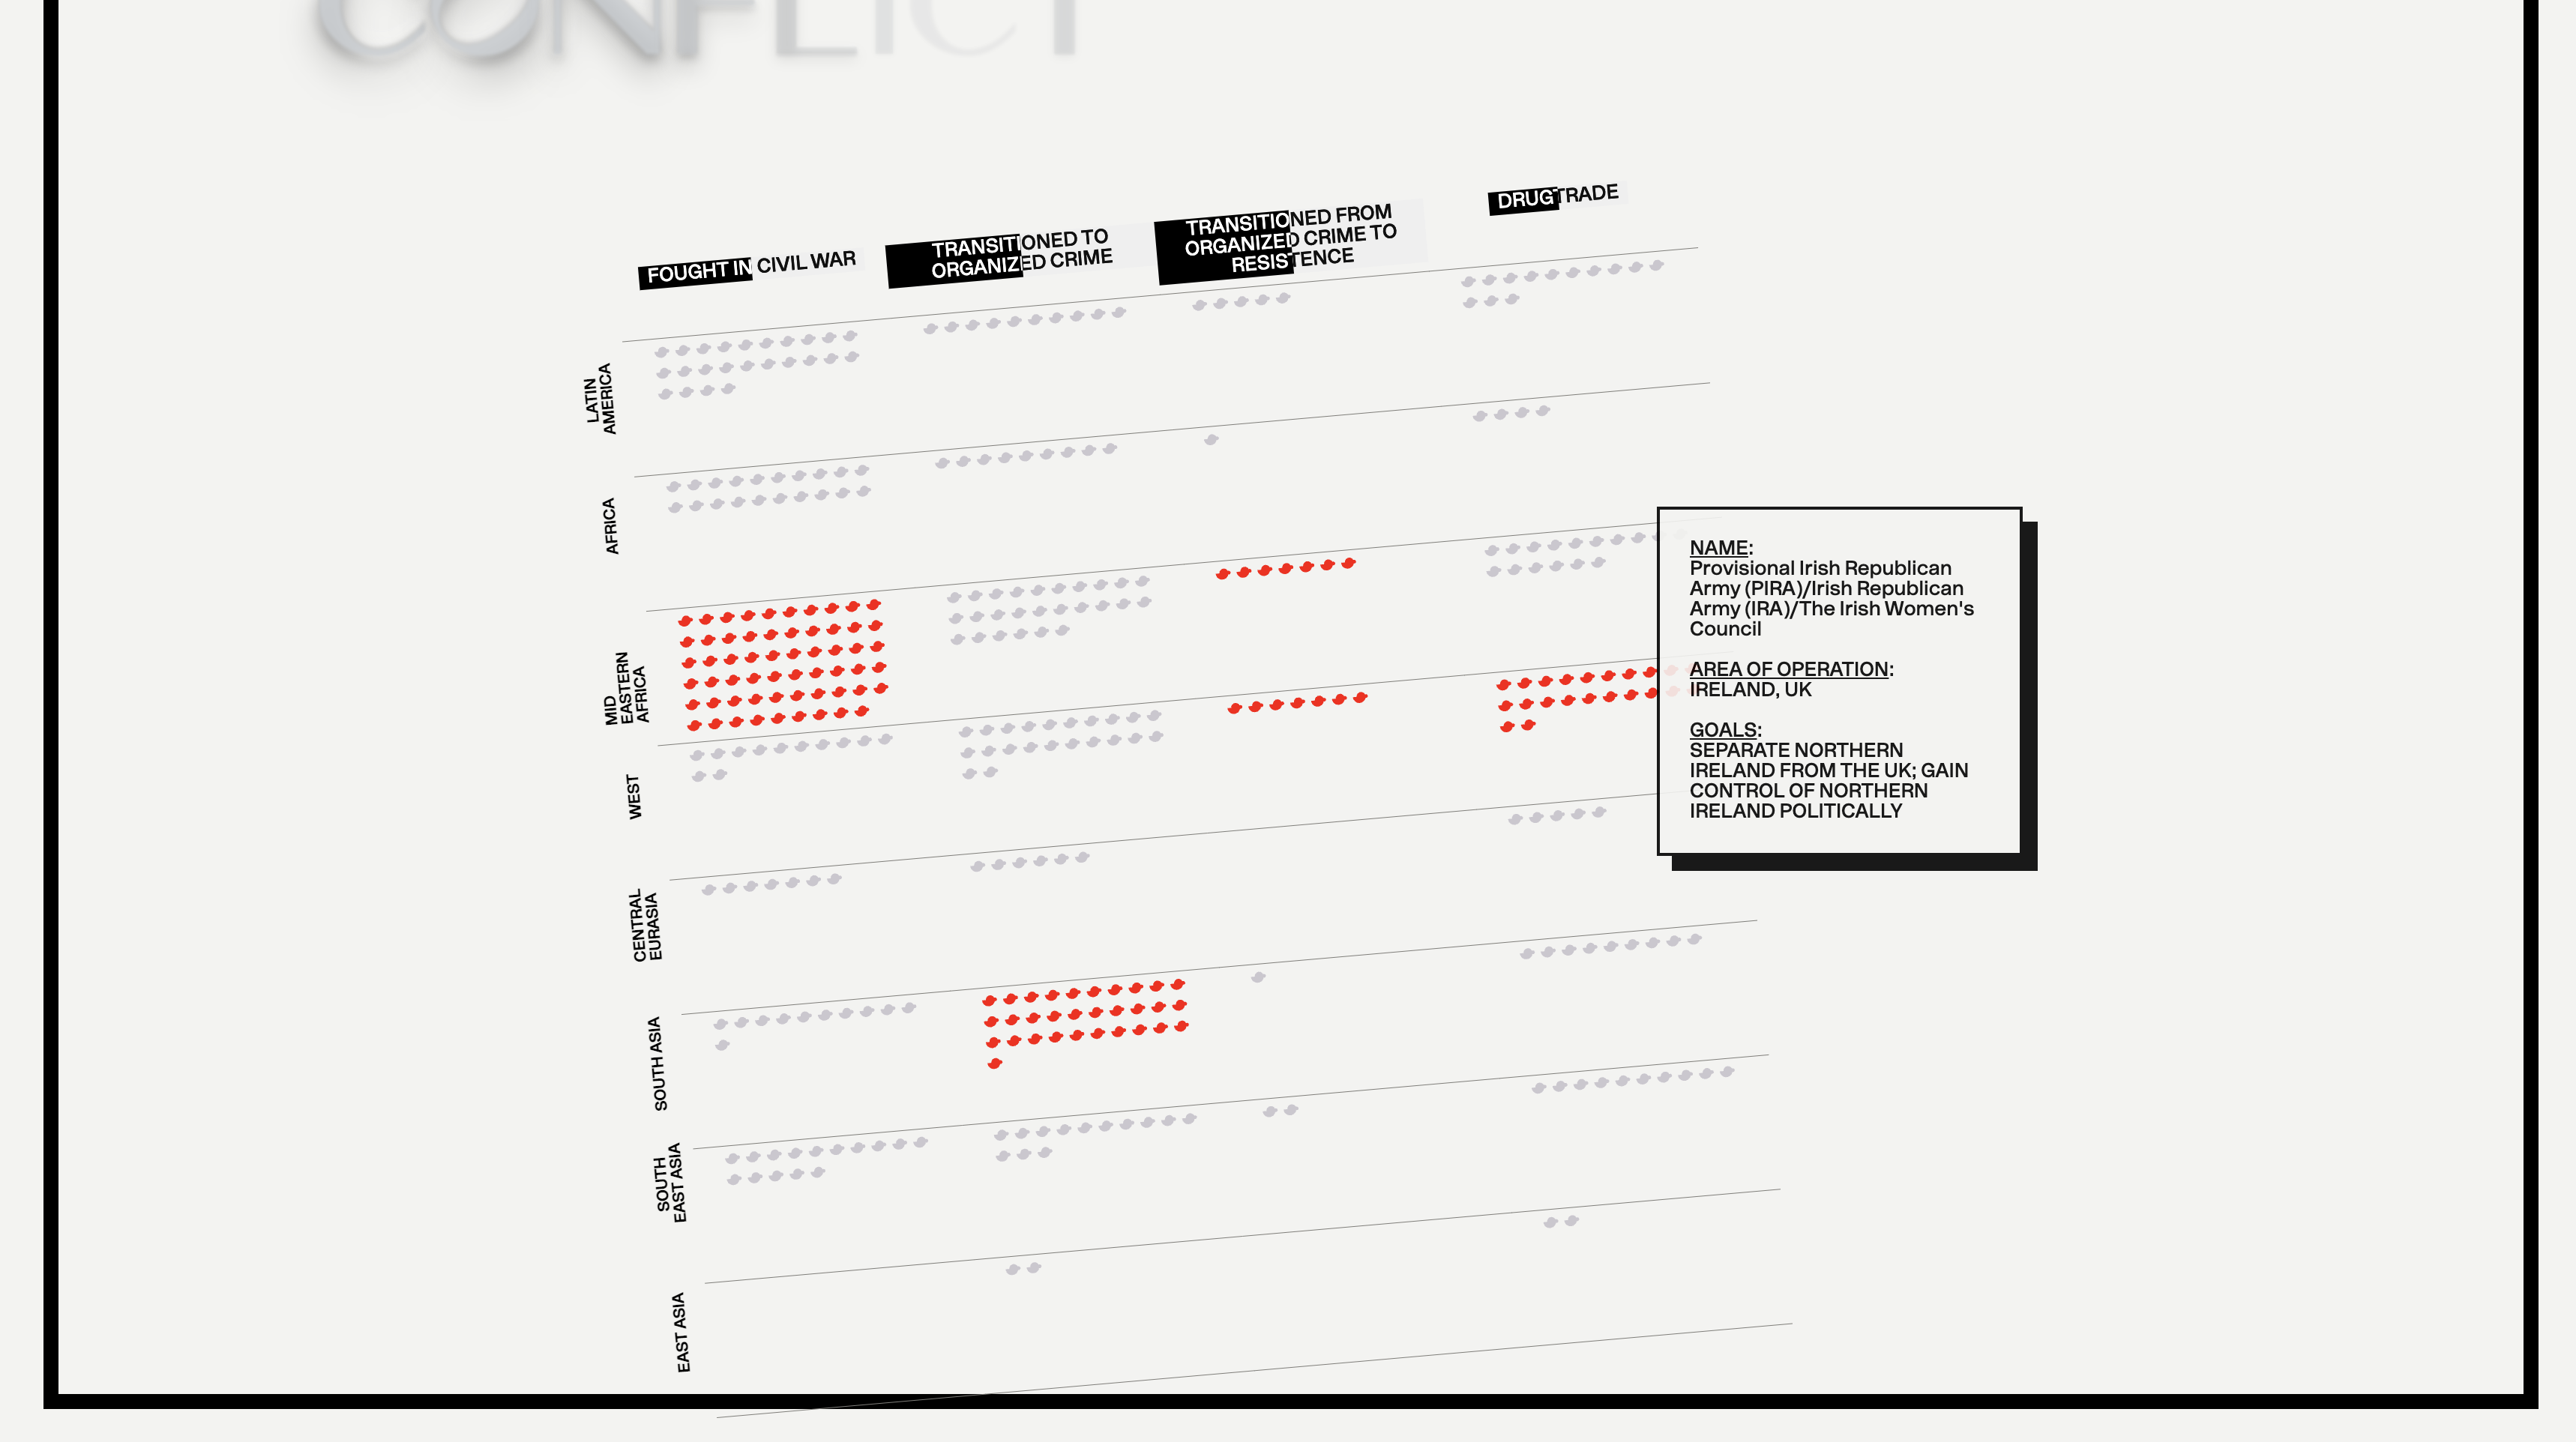 CONFLICT
FOUGHT IN CIVIL WAR
TRANSITIONED TO
ORGANIZED CRIME
TRANSITIONED FROM
ORGANIZED CRIME TO
RESISTENCE
DRUGTRADE
LATIN
AMERICA
AFRICA
MID
EASTERN
AFRICA
WEST
CENTRAL
EURASIA
SOUTH ASIA
SOUTH
EAST ASIA
EAST ASIA
NAME:
Provisional Irish Republican
Army (PIRA)/Irish Republican
Army (IRA)/The Irish Women's
Council
AREA OF OPERATION:
IRELAND, UK
GOALS:
SEPARATE NORTHERN
IRELAND FROM THE UK; GAIN
CONTROL OF NORTHERN
IRELAND POLITICALLY